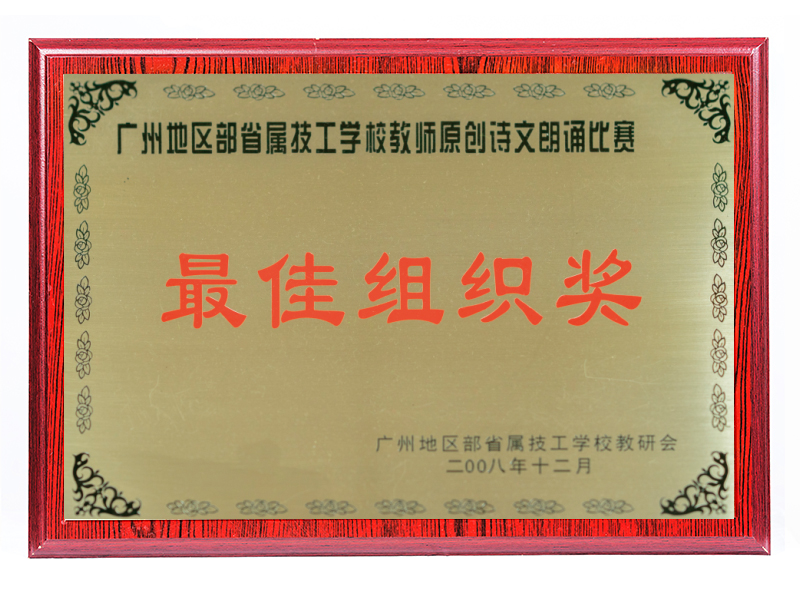 广州地区部省属技工学校教师原创诗文朗诵比赛
最佳组织奖
广州地区部省属技工学校教研会
二00八年十二月